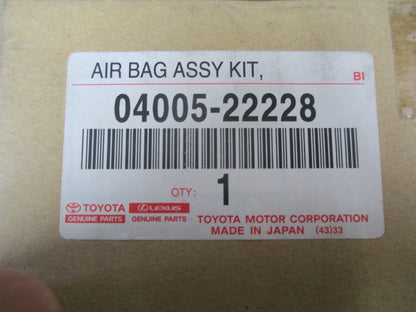 AIR BAG ASSY KIT,
BI
04005-22228
QTY: 1
TOYOTA LEXUS
GENUINE PARTS GENUINE PARTS
TOYOTA MOTOR CORPORATION
MADE IN JAPAN (43)33